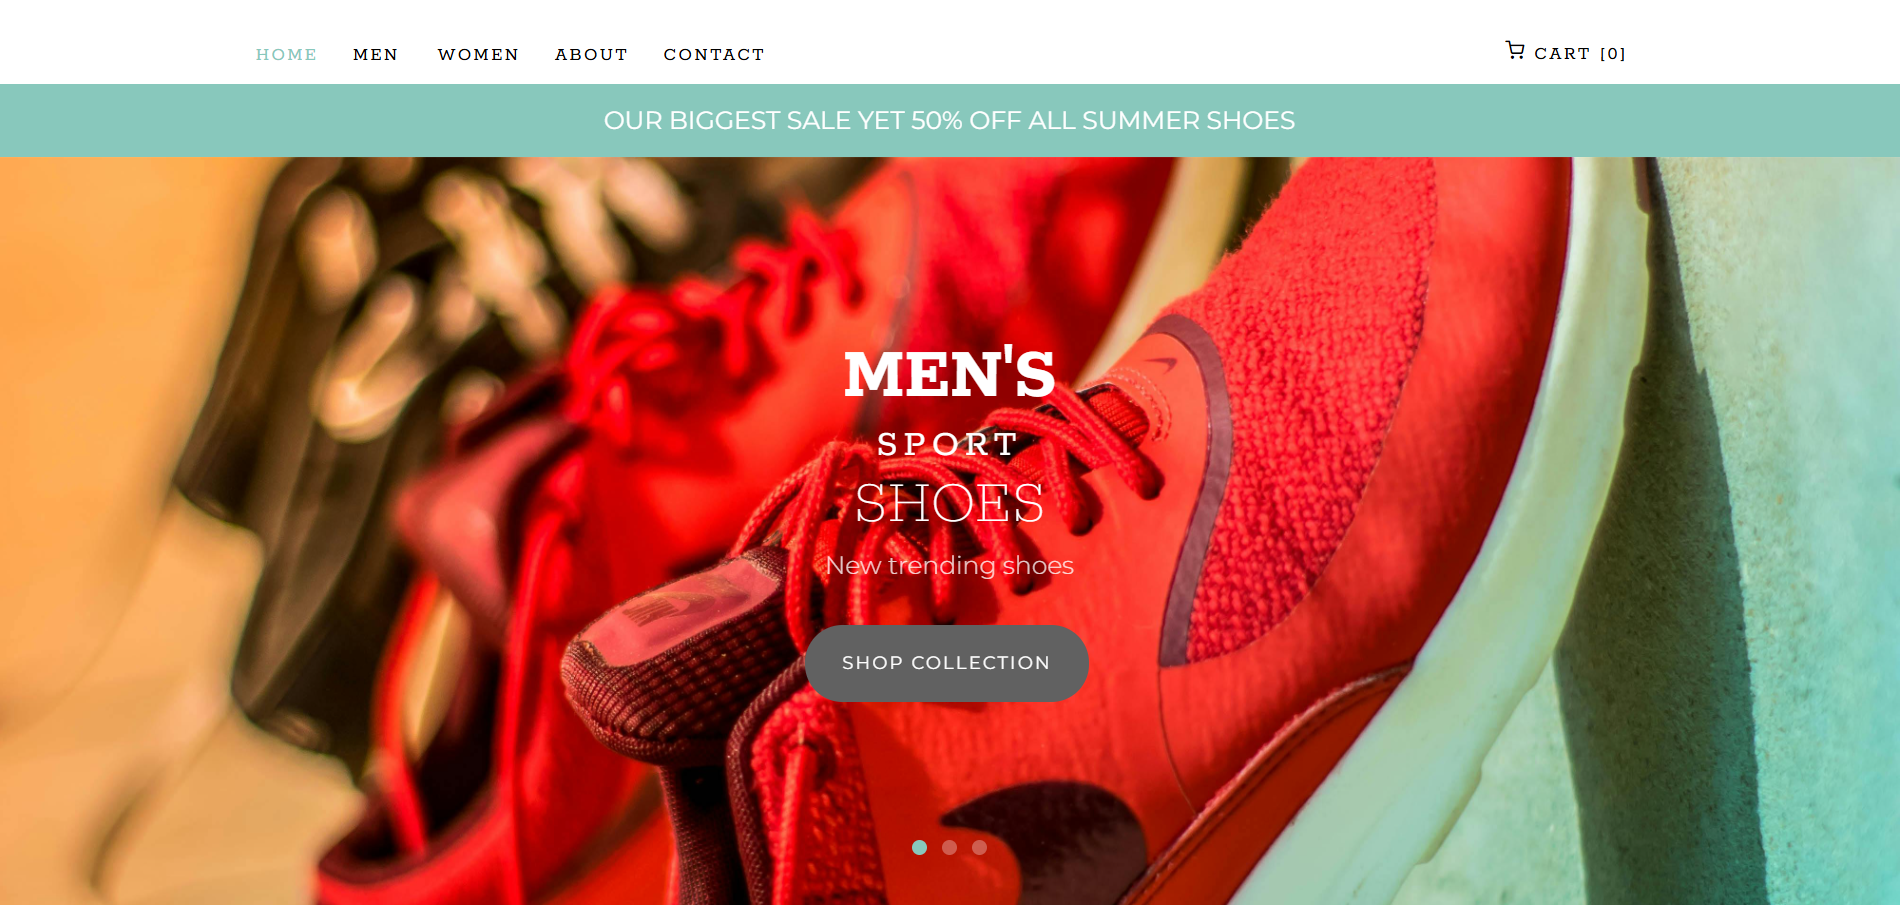 HOME MEN WOMEN ABOUT CONTACT CART [0]
OUR BIGGEST SALE YET 50% OFF ALL SUMMER SHOES
MEN'S
SPORT
SHOES
New trending shoes
SHOP COLLECTION